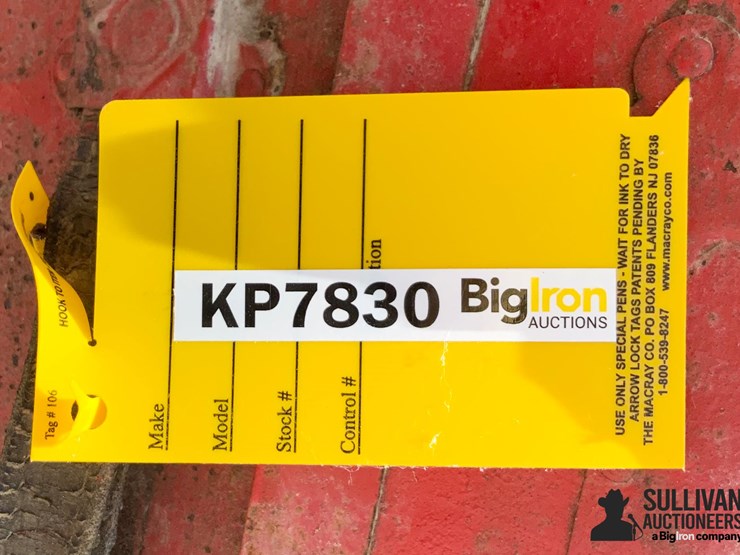 KP7830 BigIron
AUCTIONS
Make
Model
Stock #
Control #
tion
HOOK TO
Tag # 106
USE ONLY SPECIAL PENS - WAIT FOR INK TO DRY
ARROW LOCK TAGS PATENTS PENDING BY
THE MACRAY CO. PO BOX 809 FLANDERS NJ 07836
1-800-539-8247 www.macrayco.com
SULLIVAN
AUCTIONEERS
a BigIron company